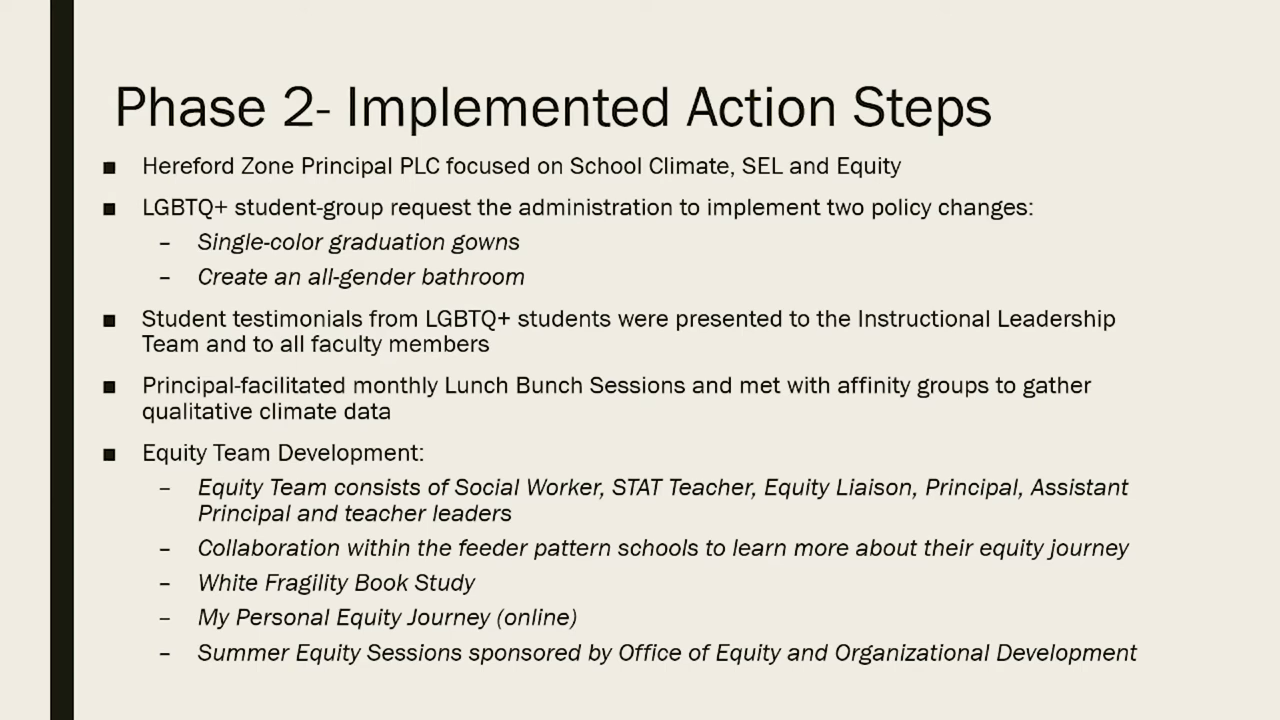 Phase 2- Implemented Action Steps
■ Hereford Zone Principal PLC focused on School Climate, SEL and Equity
■ LGBTQ+ student-group request the administration to implement two policy changes:
– Single-color graduation gowns
– Create an all-gender bathroom
■ Student testimonials from LGBTQ+ students were presented to the Instructional Leadership
Team and to all faculty members
■ Principal-facilitated monthly Lunch Bunch Sessions and met with affinity groups to gather
qualitative climate data
■ Equity Team Development:
– Equity Team consists of Social Worker, STAT Teacher, Equity Liaison, Principal, Assistant
Principal and teacher leaders
– Collaboration within the feeder pattern schools to learn more about their equity journey
– White Fragility Book Study
– My Personal Equity Journey (online)
– Summer Equity Sessions sponsored by Office of Equity and Organizational Development